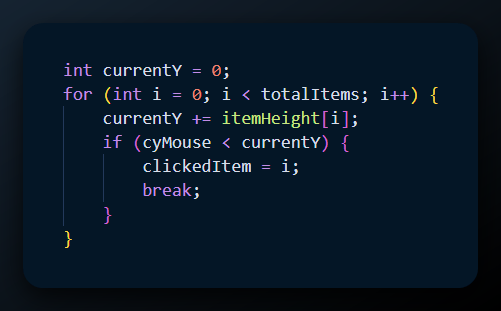 int currentY = 0;
for (int i = 0; i < totalItems; i++) {
    currentY += itemHeight[i];
    if (cyMouse < currentY) {
        clickedItem = i;
        break;
    }
}